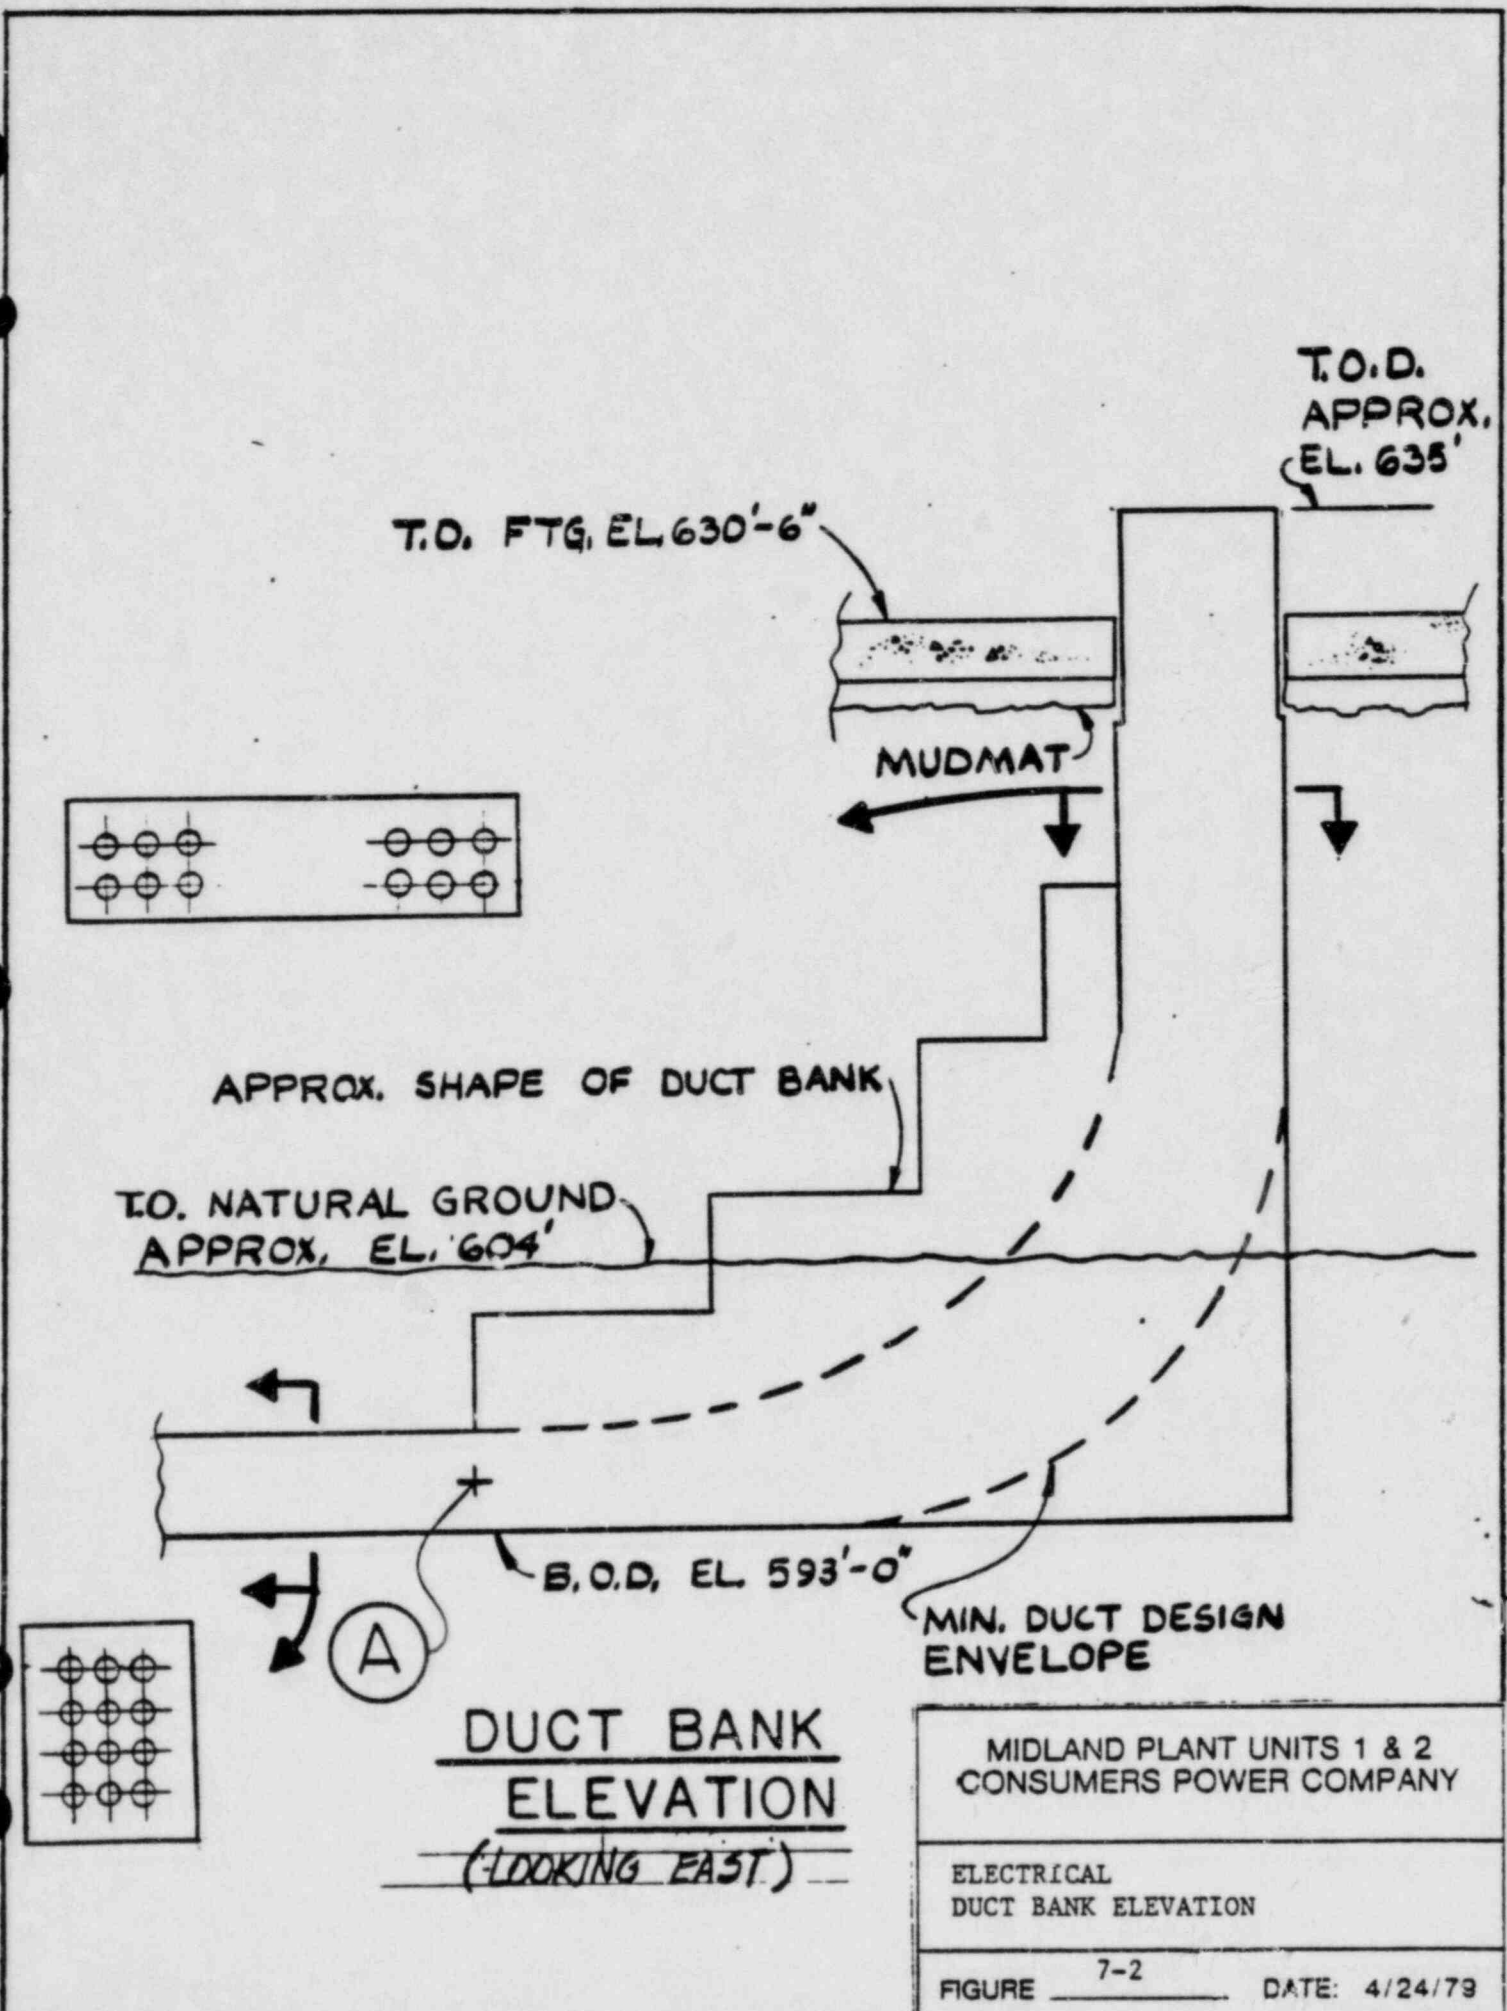 T.O.D.
APPROX.
EL. 635'
T.O. FTG. EL. 630'-6"
MUDMAT
APPROX. SHAPE OF DUCT BANK
T.O. NATURAL GROUND
APPROX. EL. 604'
B.O.D. EL. 593'-0"
A
MIN. DUCT DESIGN
ENVELOPE
DUCT BANK
ELEVATION
(LOOKING EAST)
MIDLAND PLANT UNITS 1 & 2
CONSUMERS POWER COMPANY
ELECTRICAL
DUCT BANK ELEVATION
FIGURE 7-2 DATE: 4/24/79